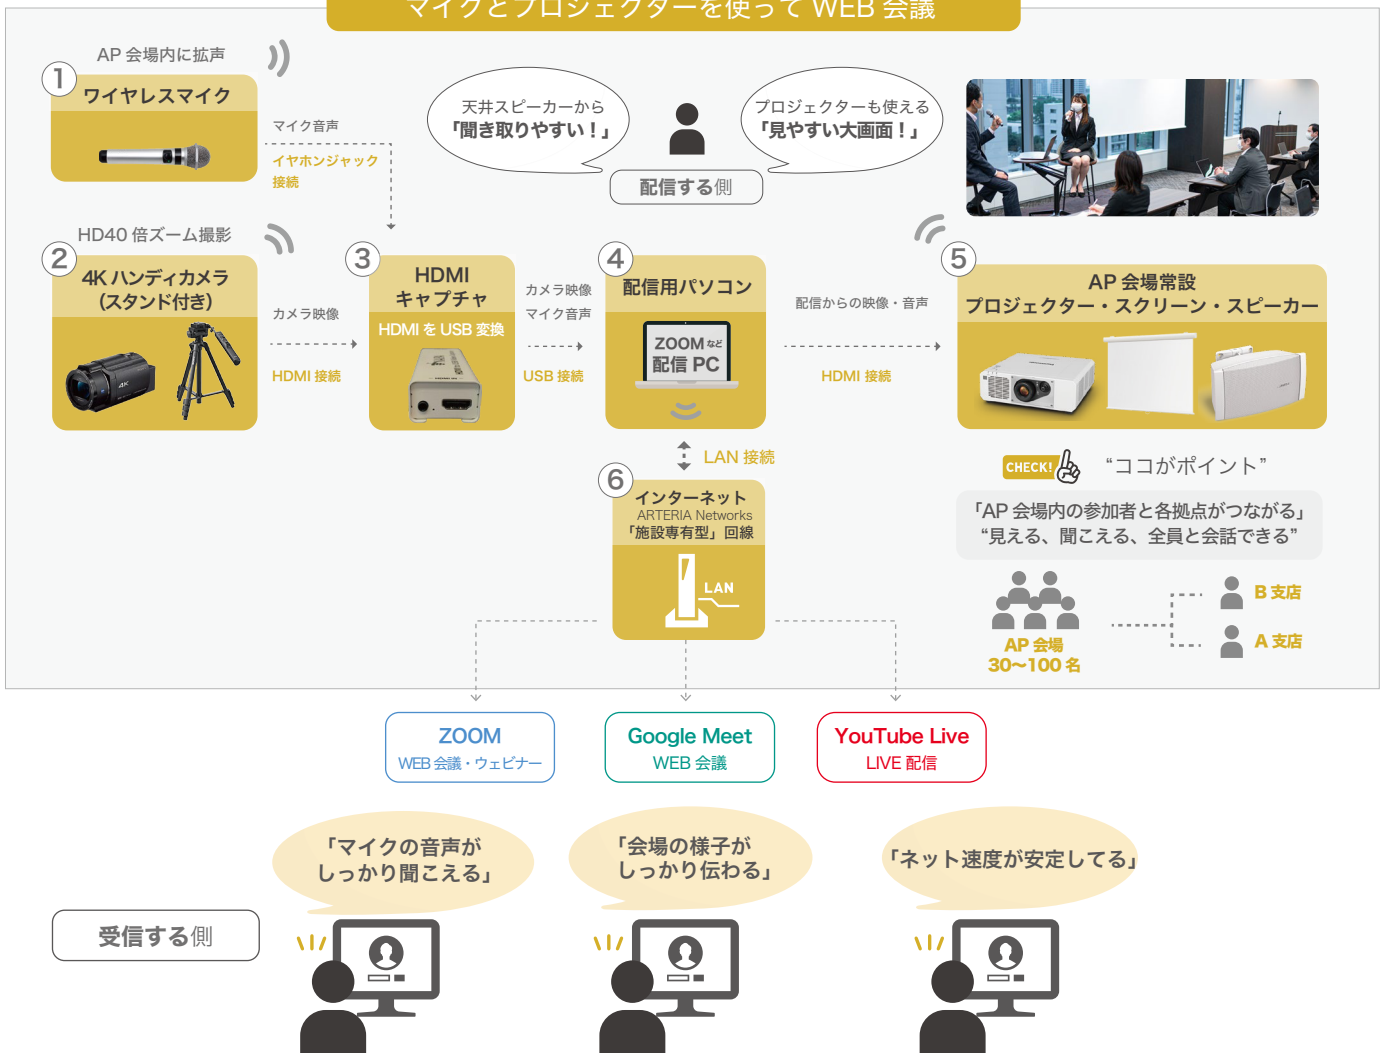 マイクとプロジェクターを使って WEB 会議
AP 会場内に拡声
1
ワイヤレスマイク
マイク音声
イヤホンジャック
接続
天井スピーカーから
「聞き取りやすい！」
プロジェクターも使える
「見やすい大画面！」
配信する側
HD40 倍ズーム撮影
2
4K ハンディカメラ
（スタンド付き）
4K
カメラ映像
HDMI 接続
3
HDMI
キャプチャ
HDMI を USB 変換
カメラ映像
マイク音声
USB 接続
4
配信用パソコン
ZOOM など
配信 PC
配信からの映像・音声
HDMI 接続
5
AP 会場常設
プロジェクター・スクリーン・スピーカー
LAN 接続
6
インターネット
ARTERIA Networks
「施設専有型」回線
LAN
CHECK!
“ココがポイント”
「AP 会場内の参加者と各拠点がつながる」
“見える、聞こえる、全員と会話できる”
B 支店
A 支店
AP 会場
30〜100 名
ZOOM
WEB 会議・ウェビナー
Google Meet
WEB 会議
YouTube Live
LIVE 配信
「マイクの音声が
しっかり聞こえる」
「会場の様子が
しっかり伝わる」
「ネット速度が安定してる」
受信する側